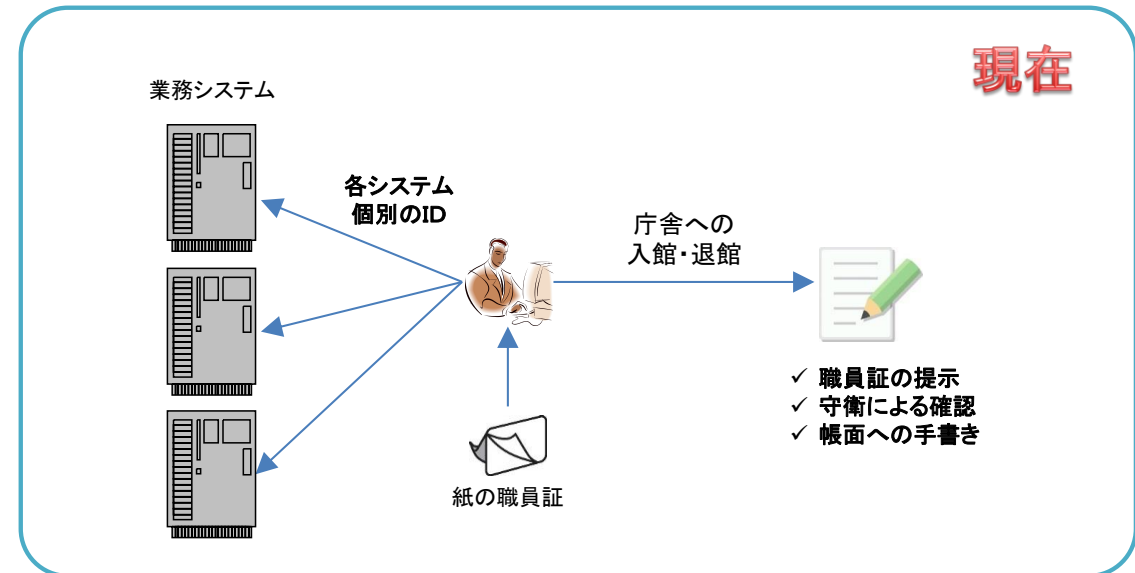 現在
業務システム
各システム
個別のID
庁舎への
入館・退館
✓ 職員証の提示
✓ 守衛による確認
✓ 帳面への手書き
紙の職員証